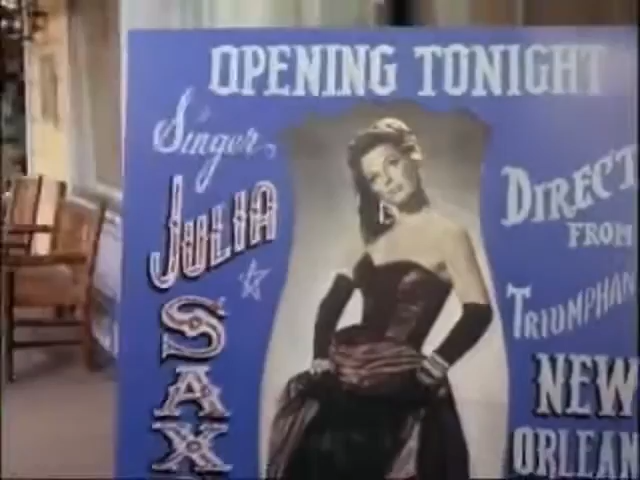 OPENING TONIGHT
Singer
JULIA
SAX
DIRECT
FROM
TRIUMPHAN
NEW
ORLEAN